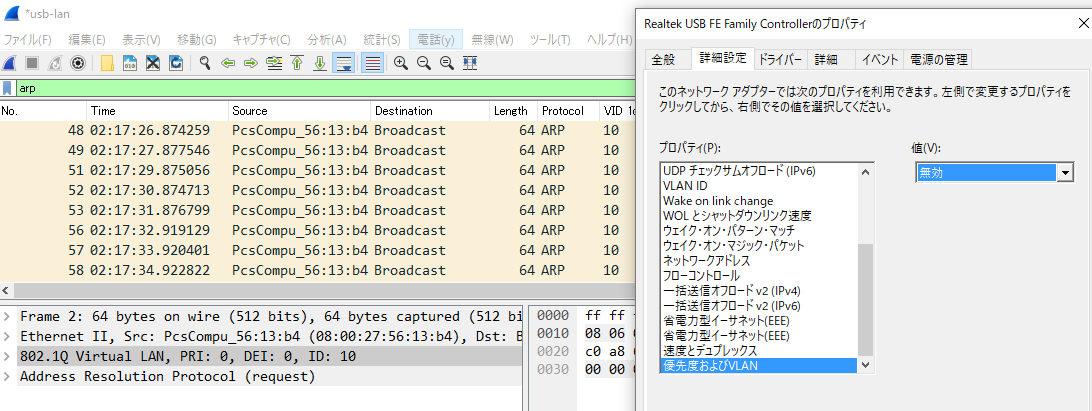 *usb-lan
ファイル(F) 編集(E) 表示(V) 移動(G) キャプチャ(C) 分析(A) 統計(S) 電話(y) 無線(W) ツール(T) ヘルプ(H)
arp
No. Time Source Destination Length Protocol VID
48 02:17:26.874259 PcsCompu_56:13:b4 Broadcast 64 ARP 10
49 02:17:27.877546 PcsCompu_56:13:b4 Broadcast 64 ARP 10
51 02:17:29.875056 PcsCompu_56:13:b4 Broadcast 64 ARP 10
52 02:17:30.874713 PcsCompu_56:13:b4 Broadcast 64 ARP 10
53 02:17:31.876799 PcsCompu_56:13:b4 Broadcast 64 ARP 10
56 02:17:32.919129 PcsCompu_56:13:b4 Broadcast 64 ARP 10
57 02:17:33.920401 PcsCompu_56:13:b4 Broadcast 64 ARP 10
58 02:17:34.922822 PcsCompu_56:13:b4 Broadcast 64 ARP 10
Frame 2: 64 bytes on wire (512 bits), 64 bytes captured (512 bi
Ethernet II, Src: PcsCompu_56:13:b4 (08:00:27:56:13:b4), Dst: B
802.1Q Virtual LAN, PRI: 0, DEI: 0, ID: 10
Address Resolution Protocol (request)
0000 ff ff
0010 08 06
0020 c0 a8
0030 00 00
Realtek USB FE Family Controllerのプロパティ
全般 詳細設定 ドライバー 詳細 イベント 電源の管理
このネットワーク アダプターでは次のプロパティを利用できます。左側で変更するプロパティを
クリックしてから、右側でその値を選択してください。
プロパティ(P):
UDP チェックサムオフロード (IPv6)
VLAN ID
Wake on link change
WOL とシャットダウンリンク速度
ウェイク・オン・パターン・マッチ
ウェイク・オン・マジック・パケット
ネットワークアドレス
フローコントロール
一括送信オフロード v2 (IPv4)
一括送信オフロード v2 (IPv6)
省電力型イーサネット(EEE)
省電力型イーサネット(EEE)
速度とデュプレックス
優先度およびVLAN
値(V):
無効